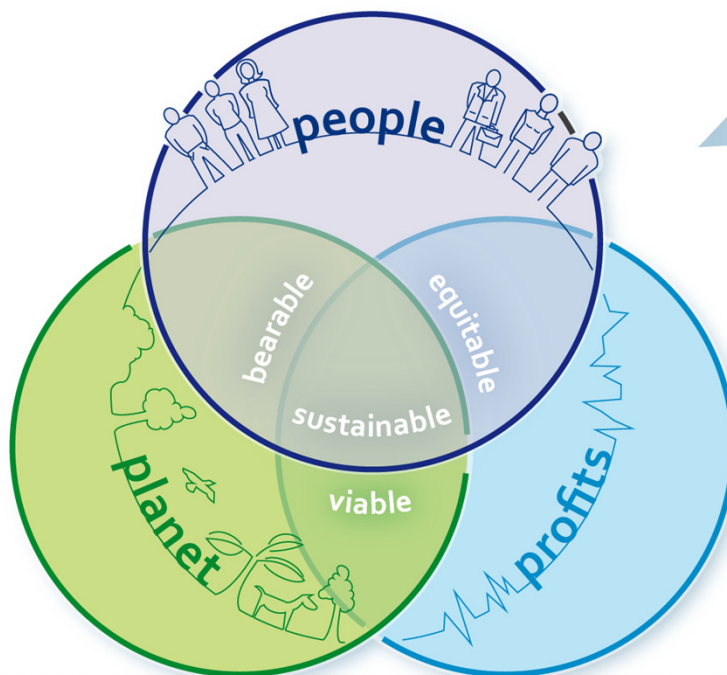 people
bearable
equitable
sustainable
viable
planet
profits